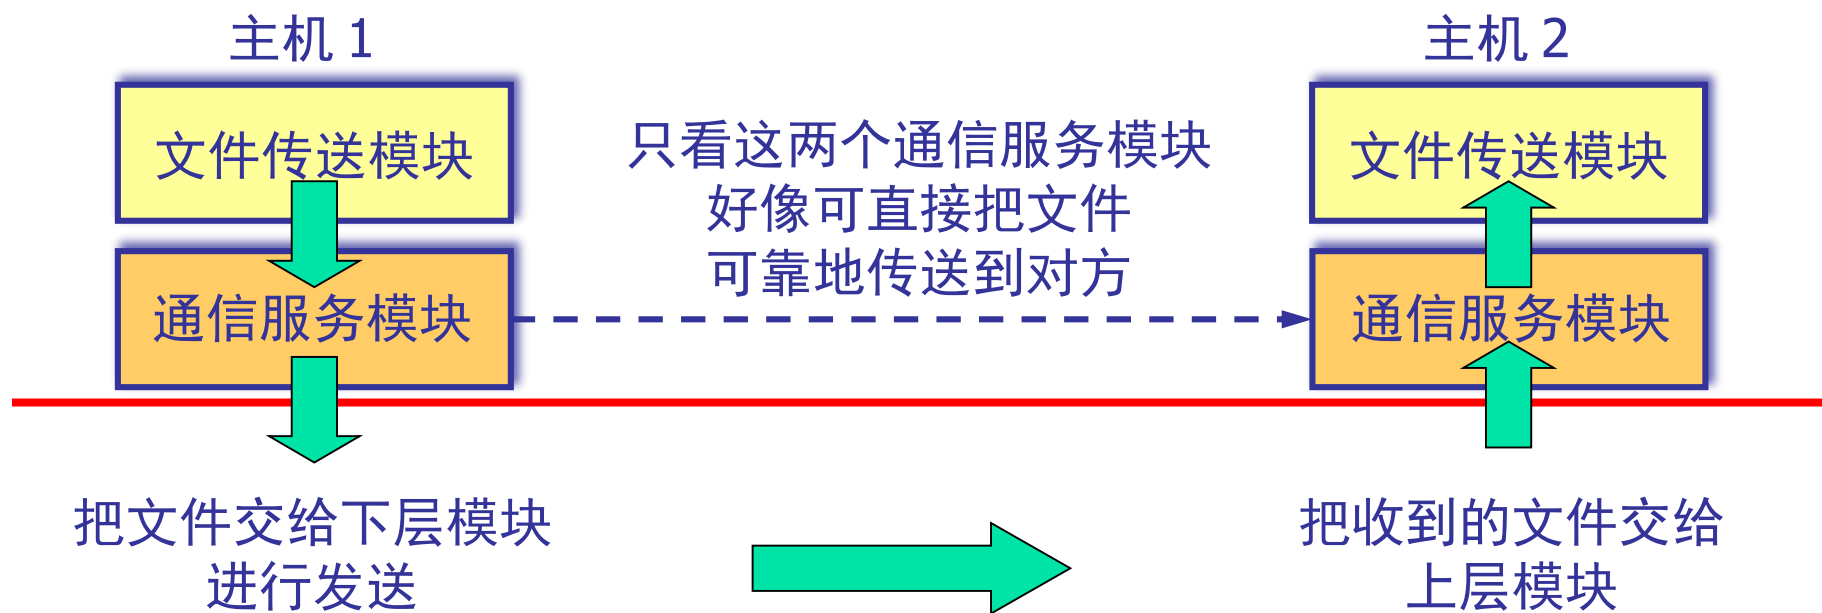 主机 1
主机 2
文件传送模块
只看这两个通信服务模块
好像可直接把文件
可靠地传送到对方
文件传送模块
通信服务模块
通信服务模块
把文件交给下层模块
进行发送
把收到的文件交给
上层模块